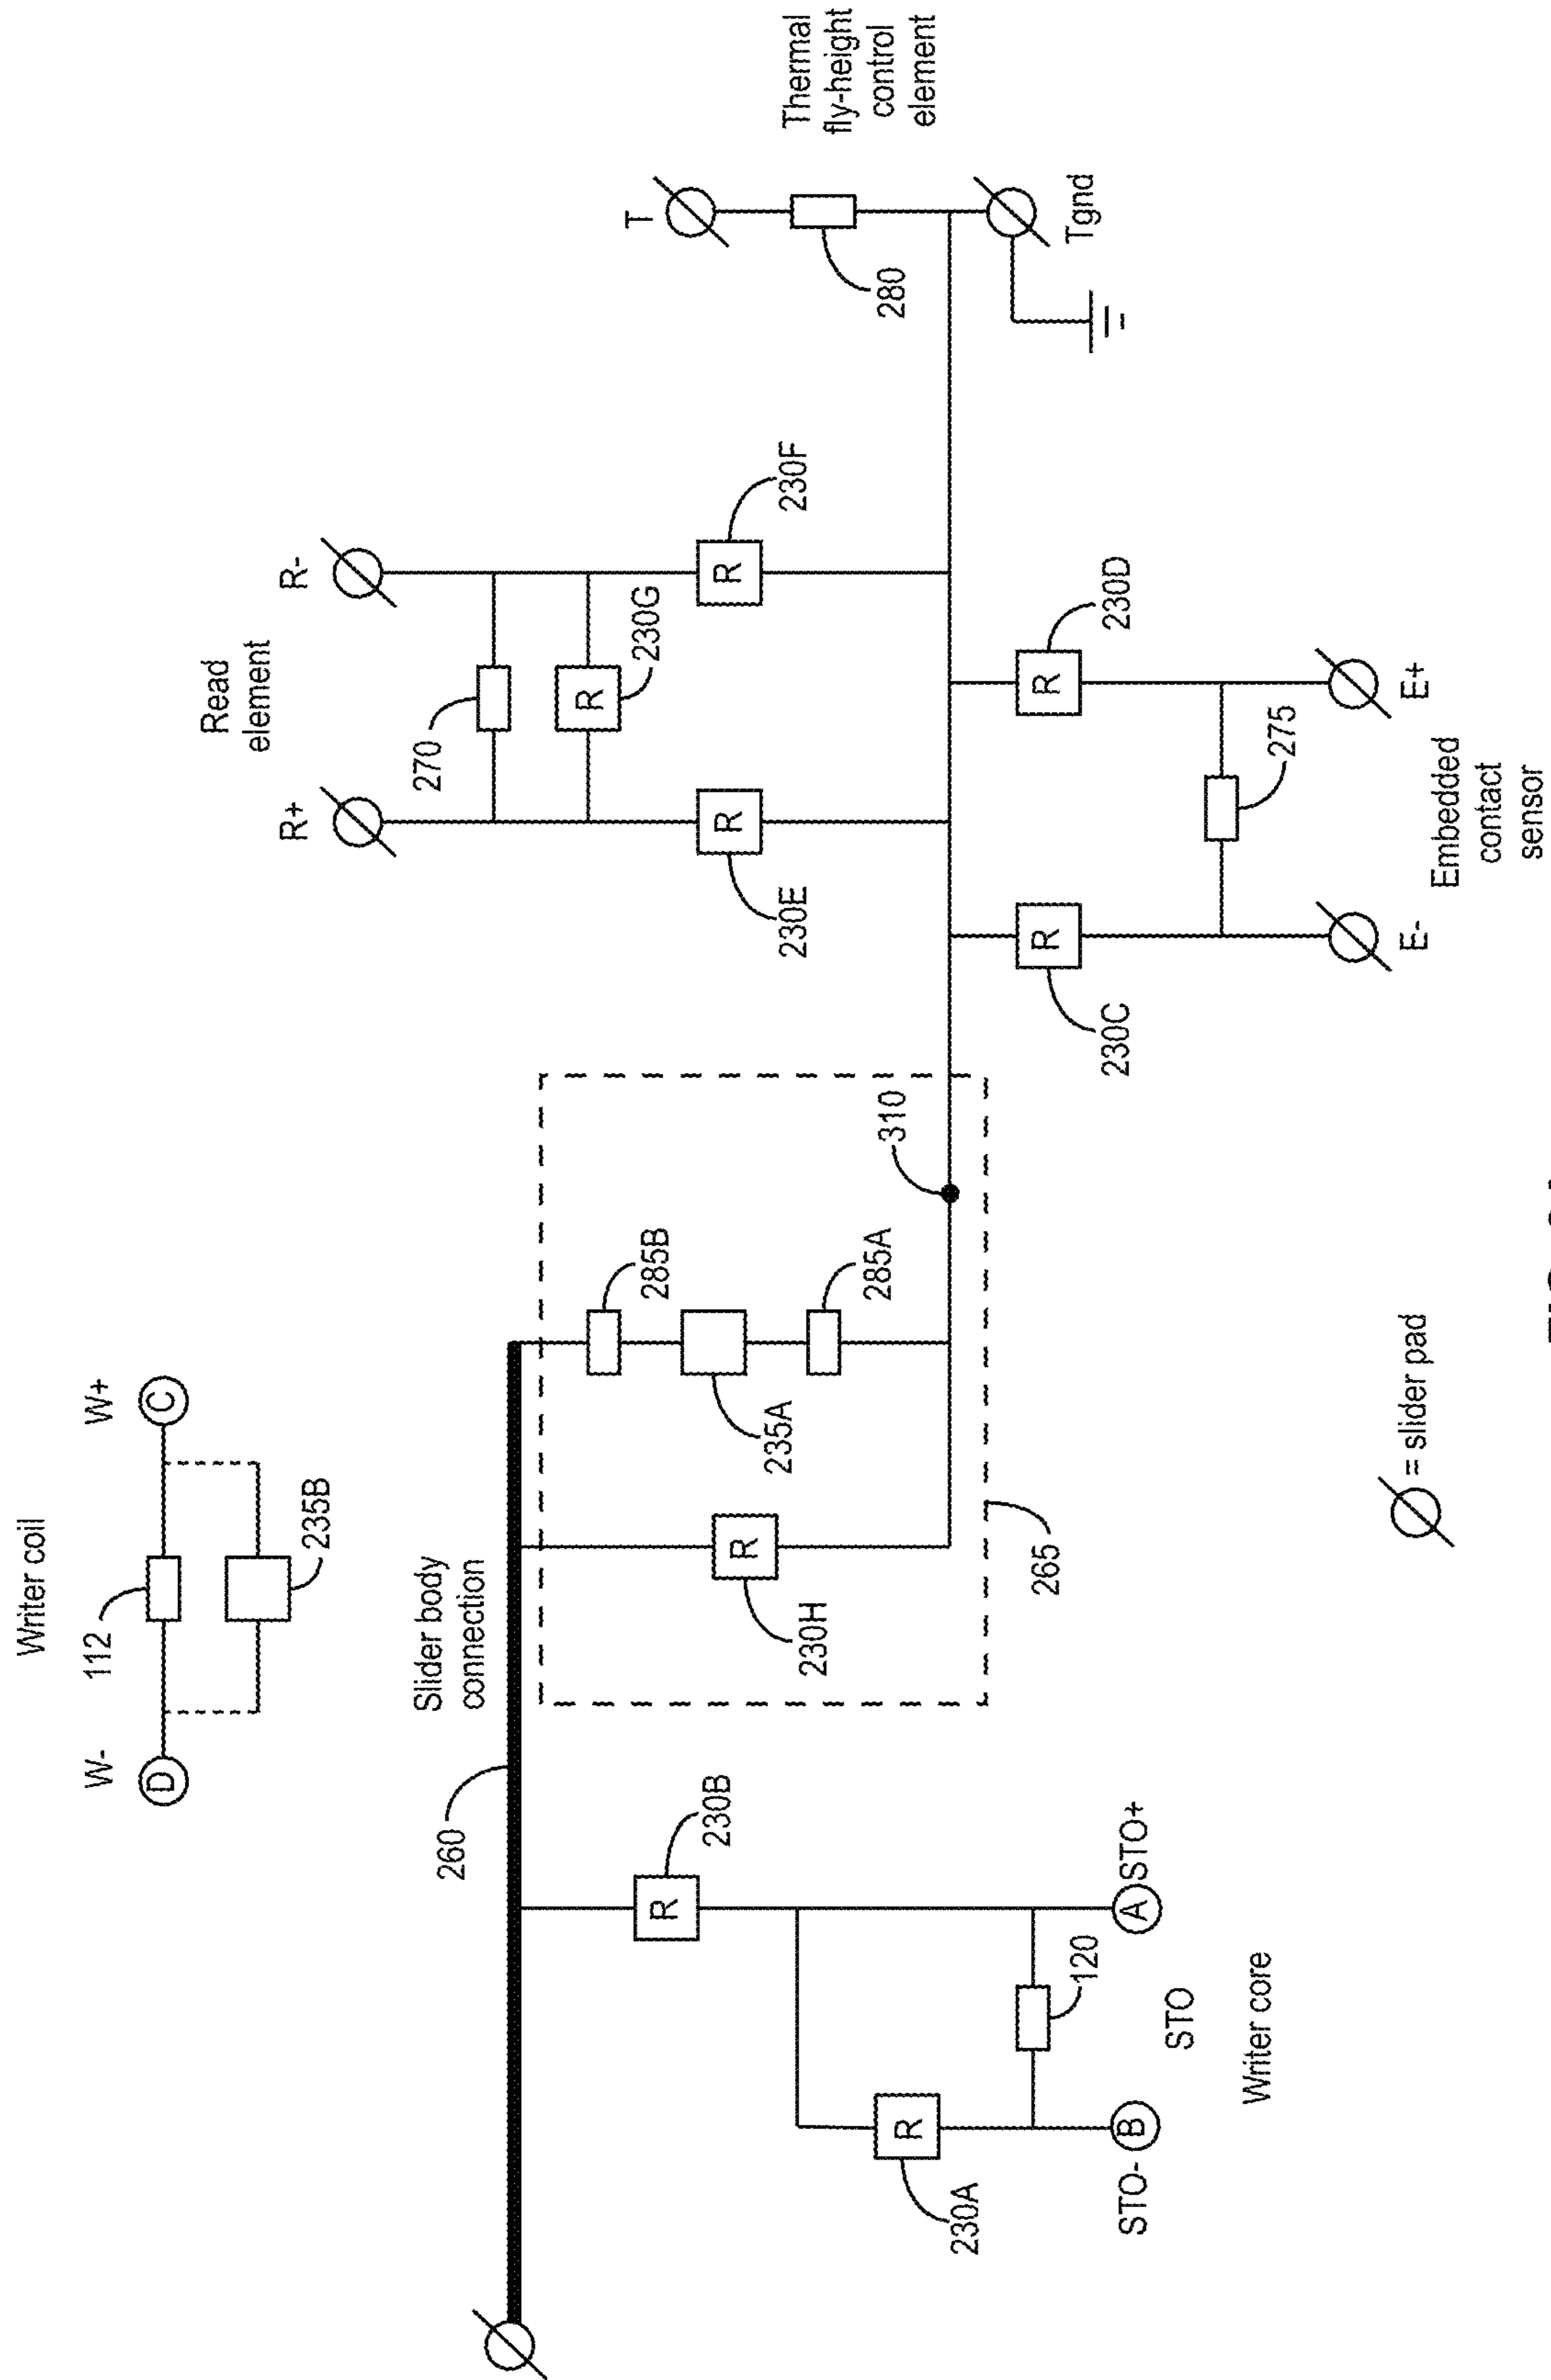 Writer coil
W-
112
W+
D
C
235B
Slider body
connection
260
230B
230A
R
R
120
STO-
B
A
STO+
STO
Writer core
285B
235A
285A
230H
R
265
310
Read
element
R+
R-
270
R
230G
R
230E
R
230F
R
230C
R
230D
275
E-
E+
Embedded
contact
sensor
T
280
Tgnd
Thermal
fly-height
control
element
= slider pad